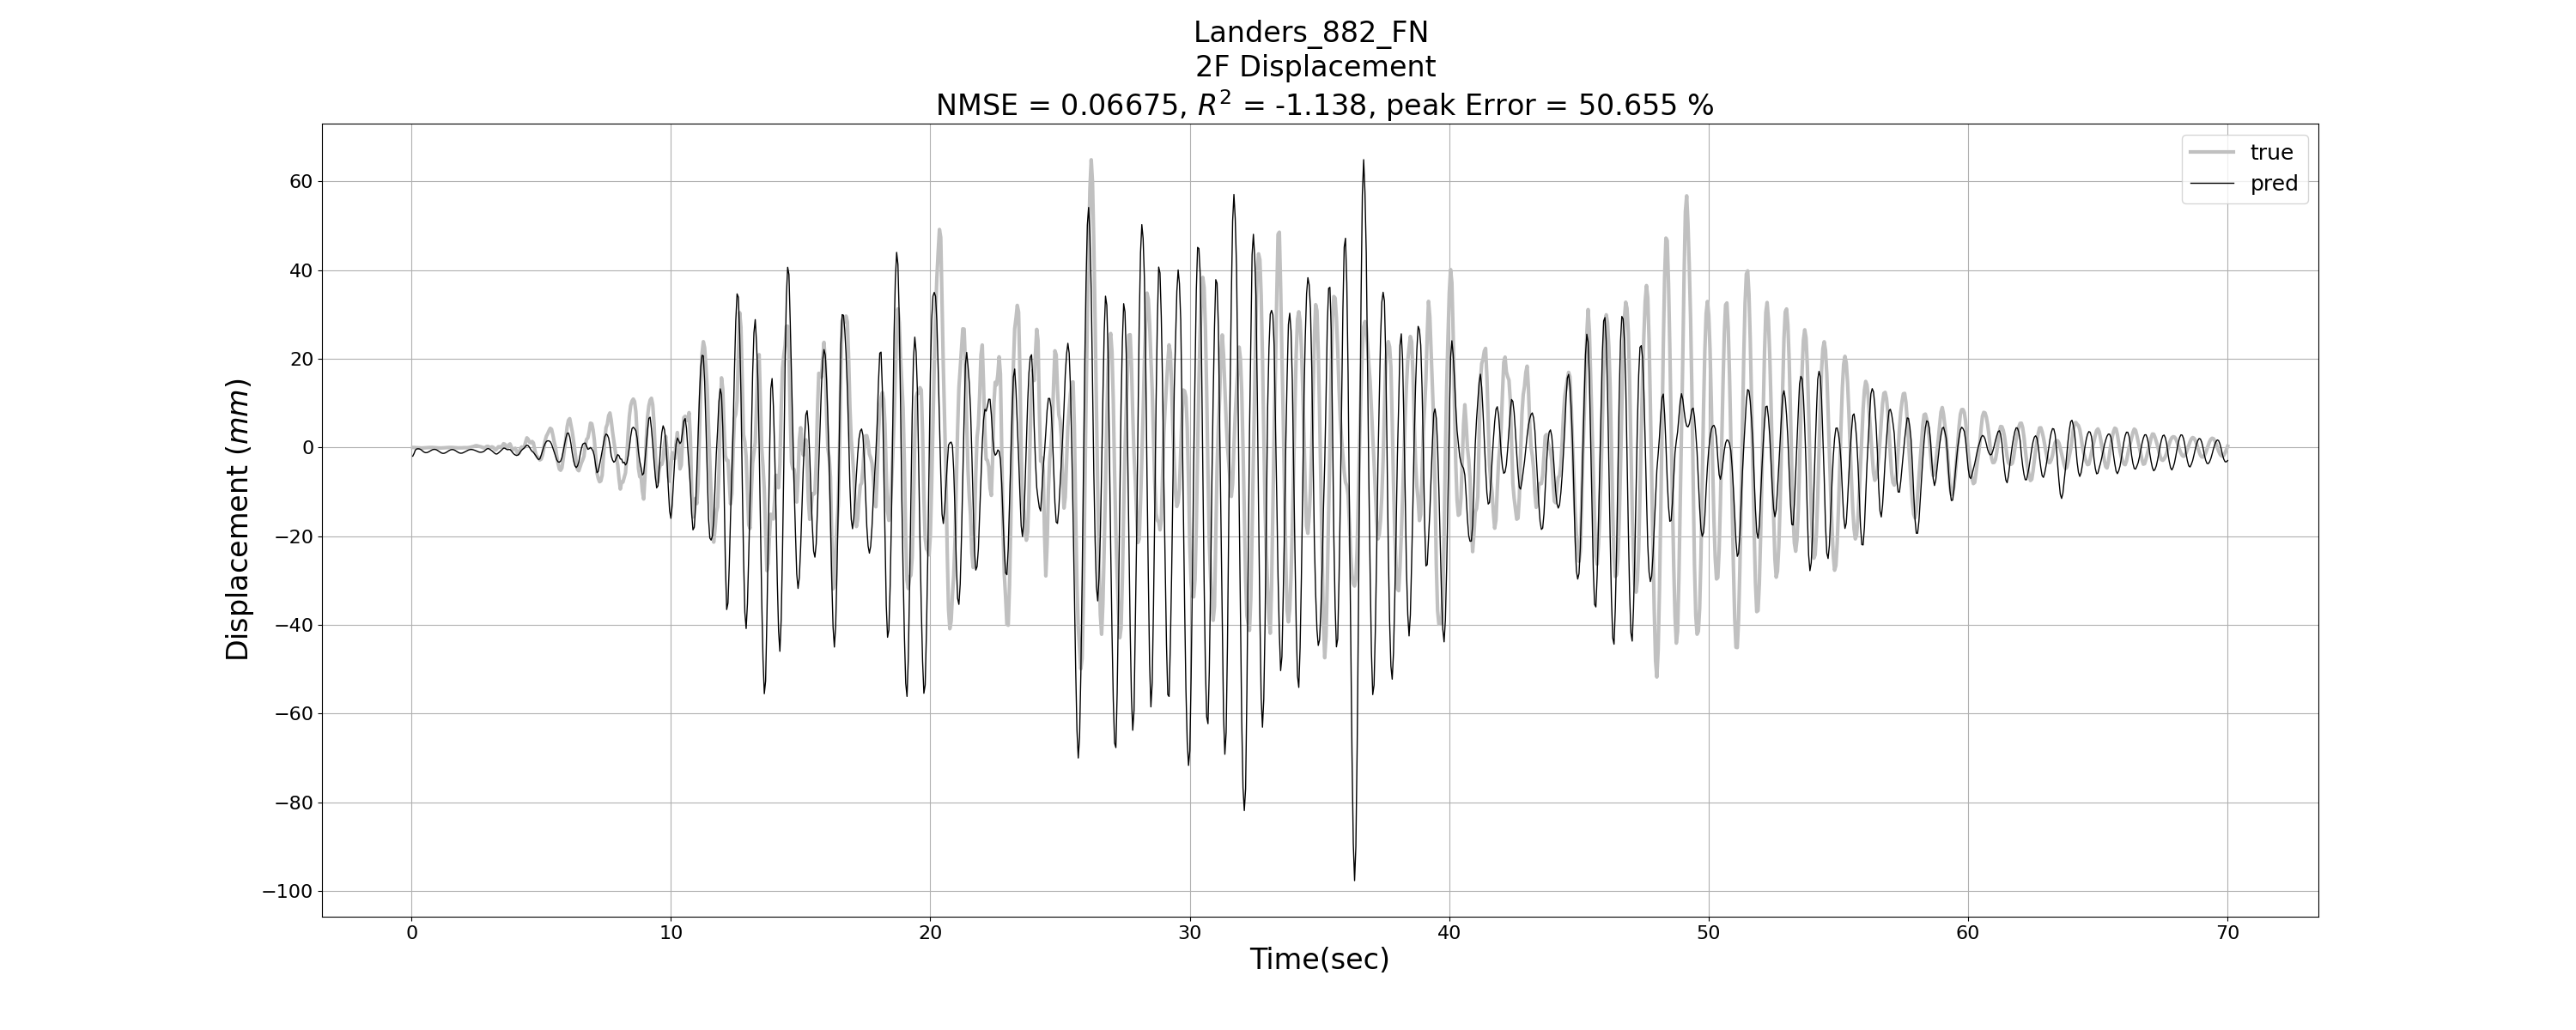 Landers_882_FN
2F Displacement
NMSE = 0.06675, R² = -1.138, peak Error = 50.655 %
true
pred
Displacement (mm)
60
40
20
0
−20
−40
−60
−80
−100
0 10 20 30 40 50 60 70
Time(sec)